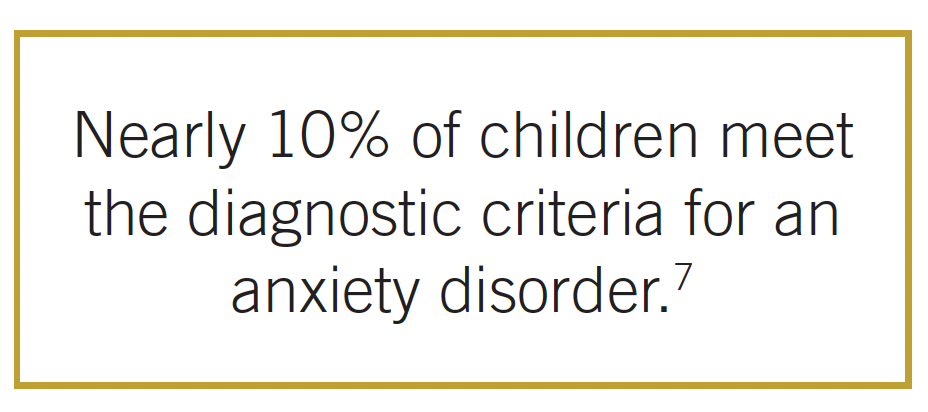 Nearly 10% of children meet
the diagnostic criteria for an
anxiety disorder.⁷